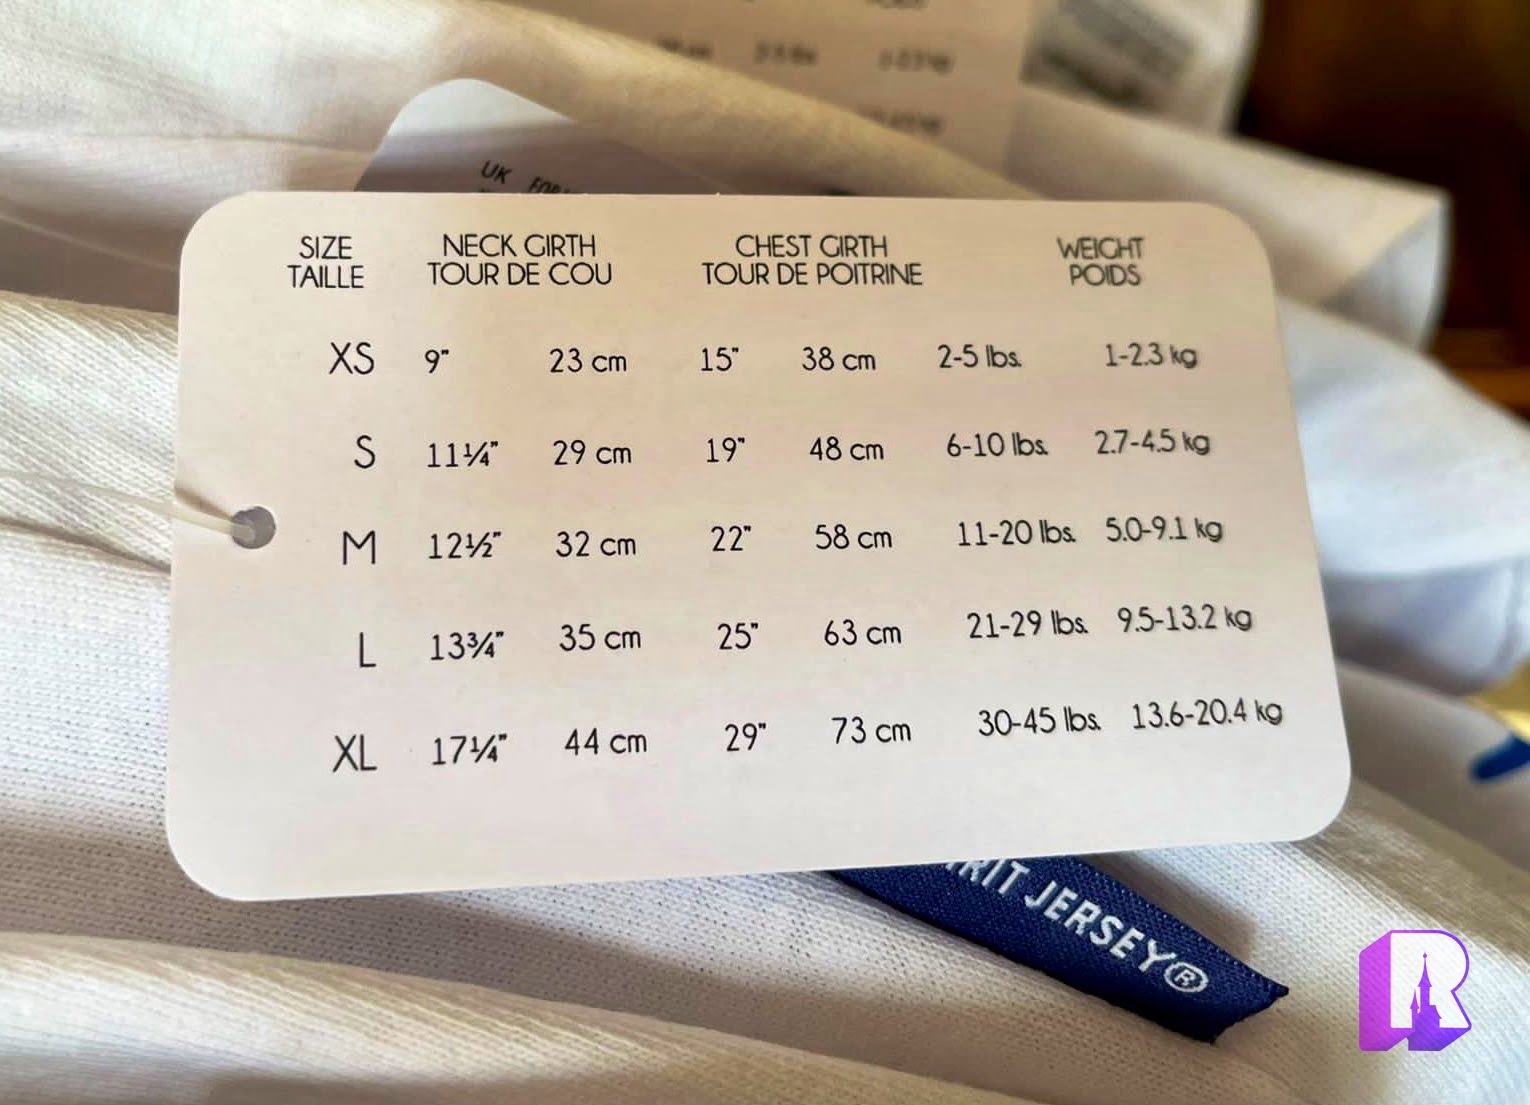 UK
SIZE NECK GIRTH CHEST GIRTH WEIGHT
TAILLE TOUR DE COU TOUR DE POITRINE POIDS
XS 9" 23 cm 15" 38 cm 2-5 lbs. 1-2.3 kg
S 11¼" 29 cm 19" 48 cm 6-10 lbs. 2.7-4.5 kg
M 12½" 32 cm 22" 58 cm 11-20 lbs. 5.0-9.1 kg
L 13¾" 35 cm 25" 63 cm 21-29 lbs. 9.5-13.2 kg
XL 17¼" 44 cm 29" 73 cm 30-45 lbs. 13.6-20.4 kg
JERSEY®
R